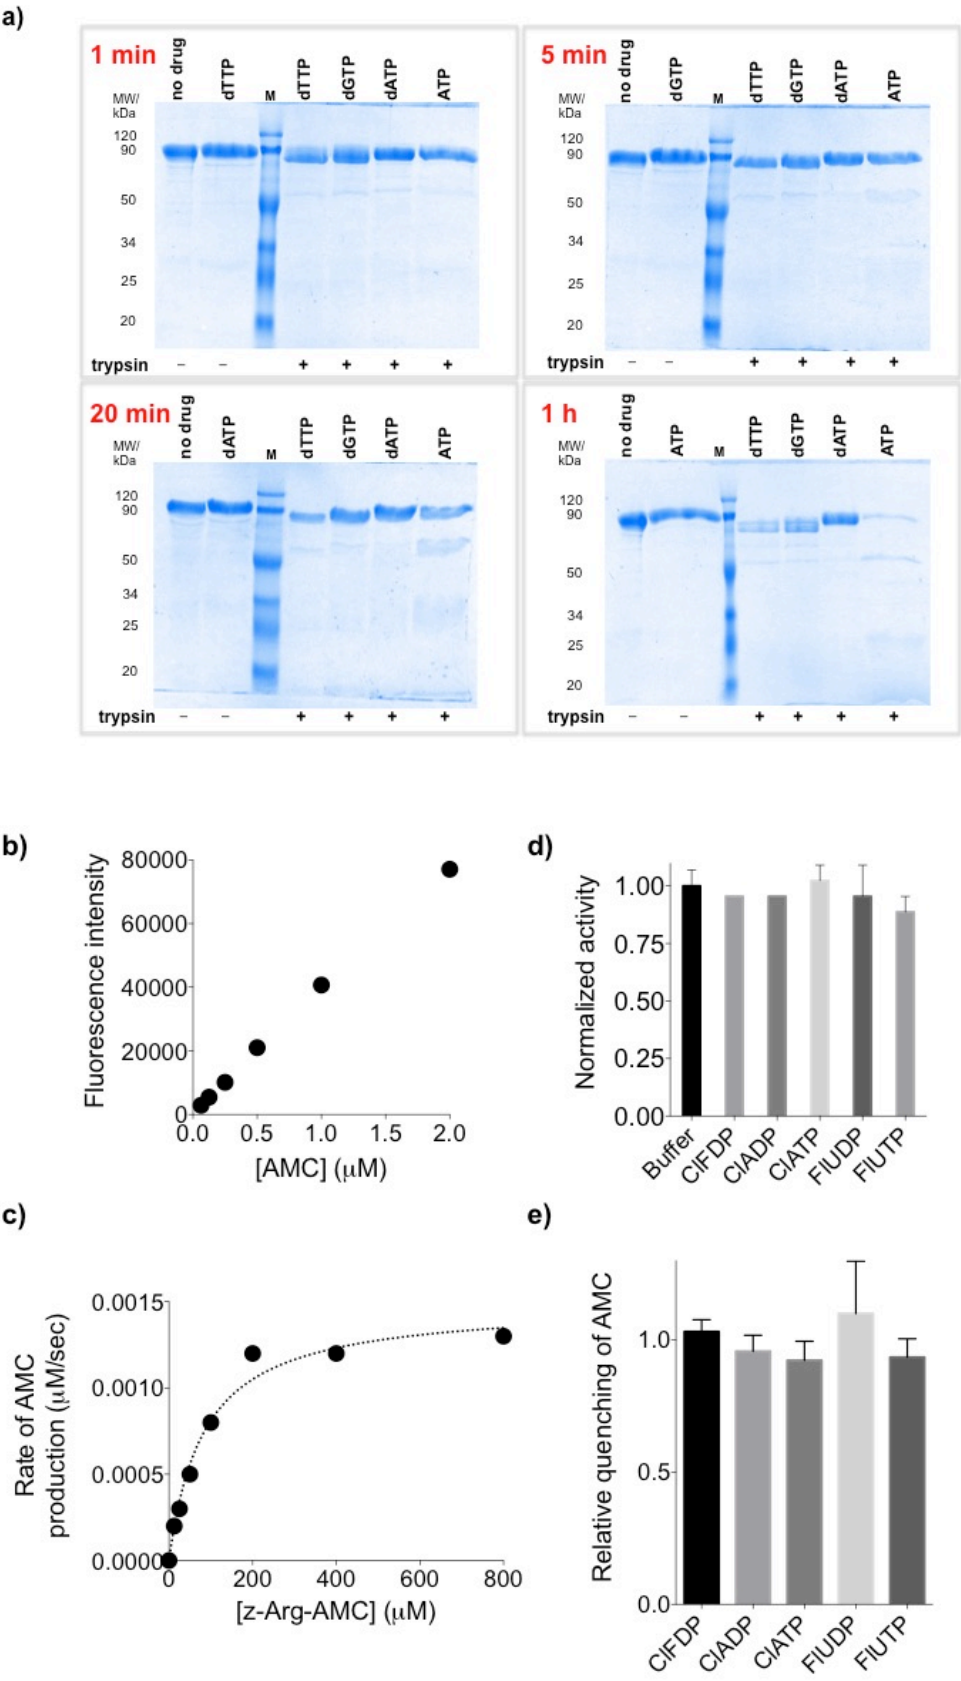 a)
1 min
no drug
dTTP
M
dTTP
dGTP
dATP
ATP
MW/
kDa
120
90
50
34
25
20
trypsin – – + + + +
5 min
no drug
dGTP
M
dTTP
dGTP
dATP
ATP
MW/
kDa
120
90
50
34
25
20
trypsin – – + + + +
20 min
no drug
dATP
M
dTTP
dGTP
dATP
ATP
MW/
kDa
120
90
50
34
25
20
trypsin – – + + + +
1 h
no drug
ATP
M
dTTP
dGTP
dATP
ATP
MW/
kDa
120
90
50
34
25
20
trypsin – – + + + +
b)
Fluorescence intensity
80000
60000
40000
20000
0
0.0 0.5 1.0 1.5 2.0
[AMC] (μM)
d)
Normalized activity
1.00
0.75
0.50
0.25
0.00
Buffer
ClFDP
ClADP
ClATP
FlUDP
FlUTP
c)
Rate of AMC
production (μM/sec)
0.0015
0.0010
0.0005
0.0000
0 200 400 600 800
[z-Arg-AMC] (μM)
e)
Relative quenching of AMC
1.0
0.5
0.0
ClFDP
ClADP
ClATP
FlUDP
FlUTP